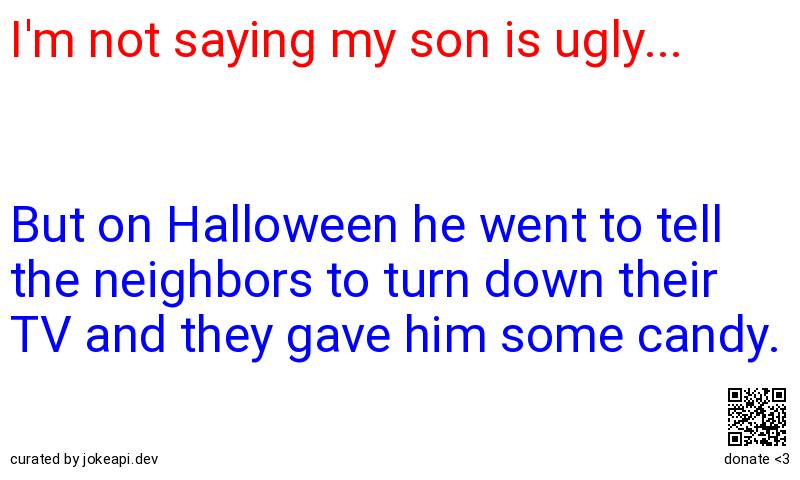 I'm not saying my son is ugly...
But on Halloween he went to tell
the neighbors to turn down their
TV and they gave him some candy.
curated by jokeapi.dev
donate <3